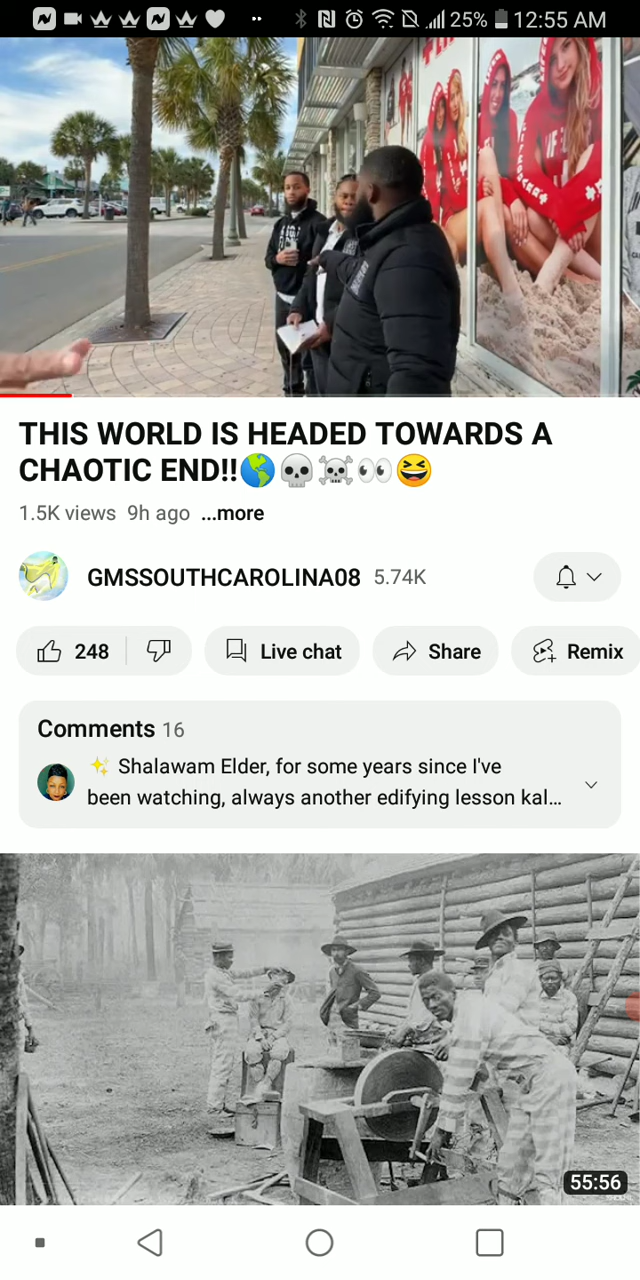 25% 12:55 AM
THIS WORLD IS HEADED TOWARDS A
CHAOTIC END!!🌎💀☠️👀😆
1.5K views 9h ago ...more
GMSSOUTHCAROLINA08 5.74K
248 Live chat Share Remix
Comments 16
✨ Shalawam Elder, for some years since I've
been watching, always another edifying lesson kal...
55:56